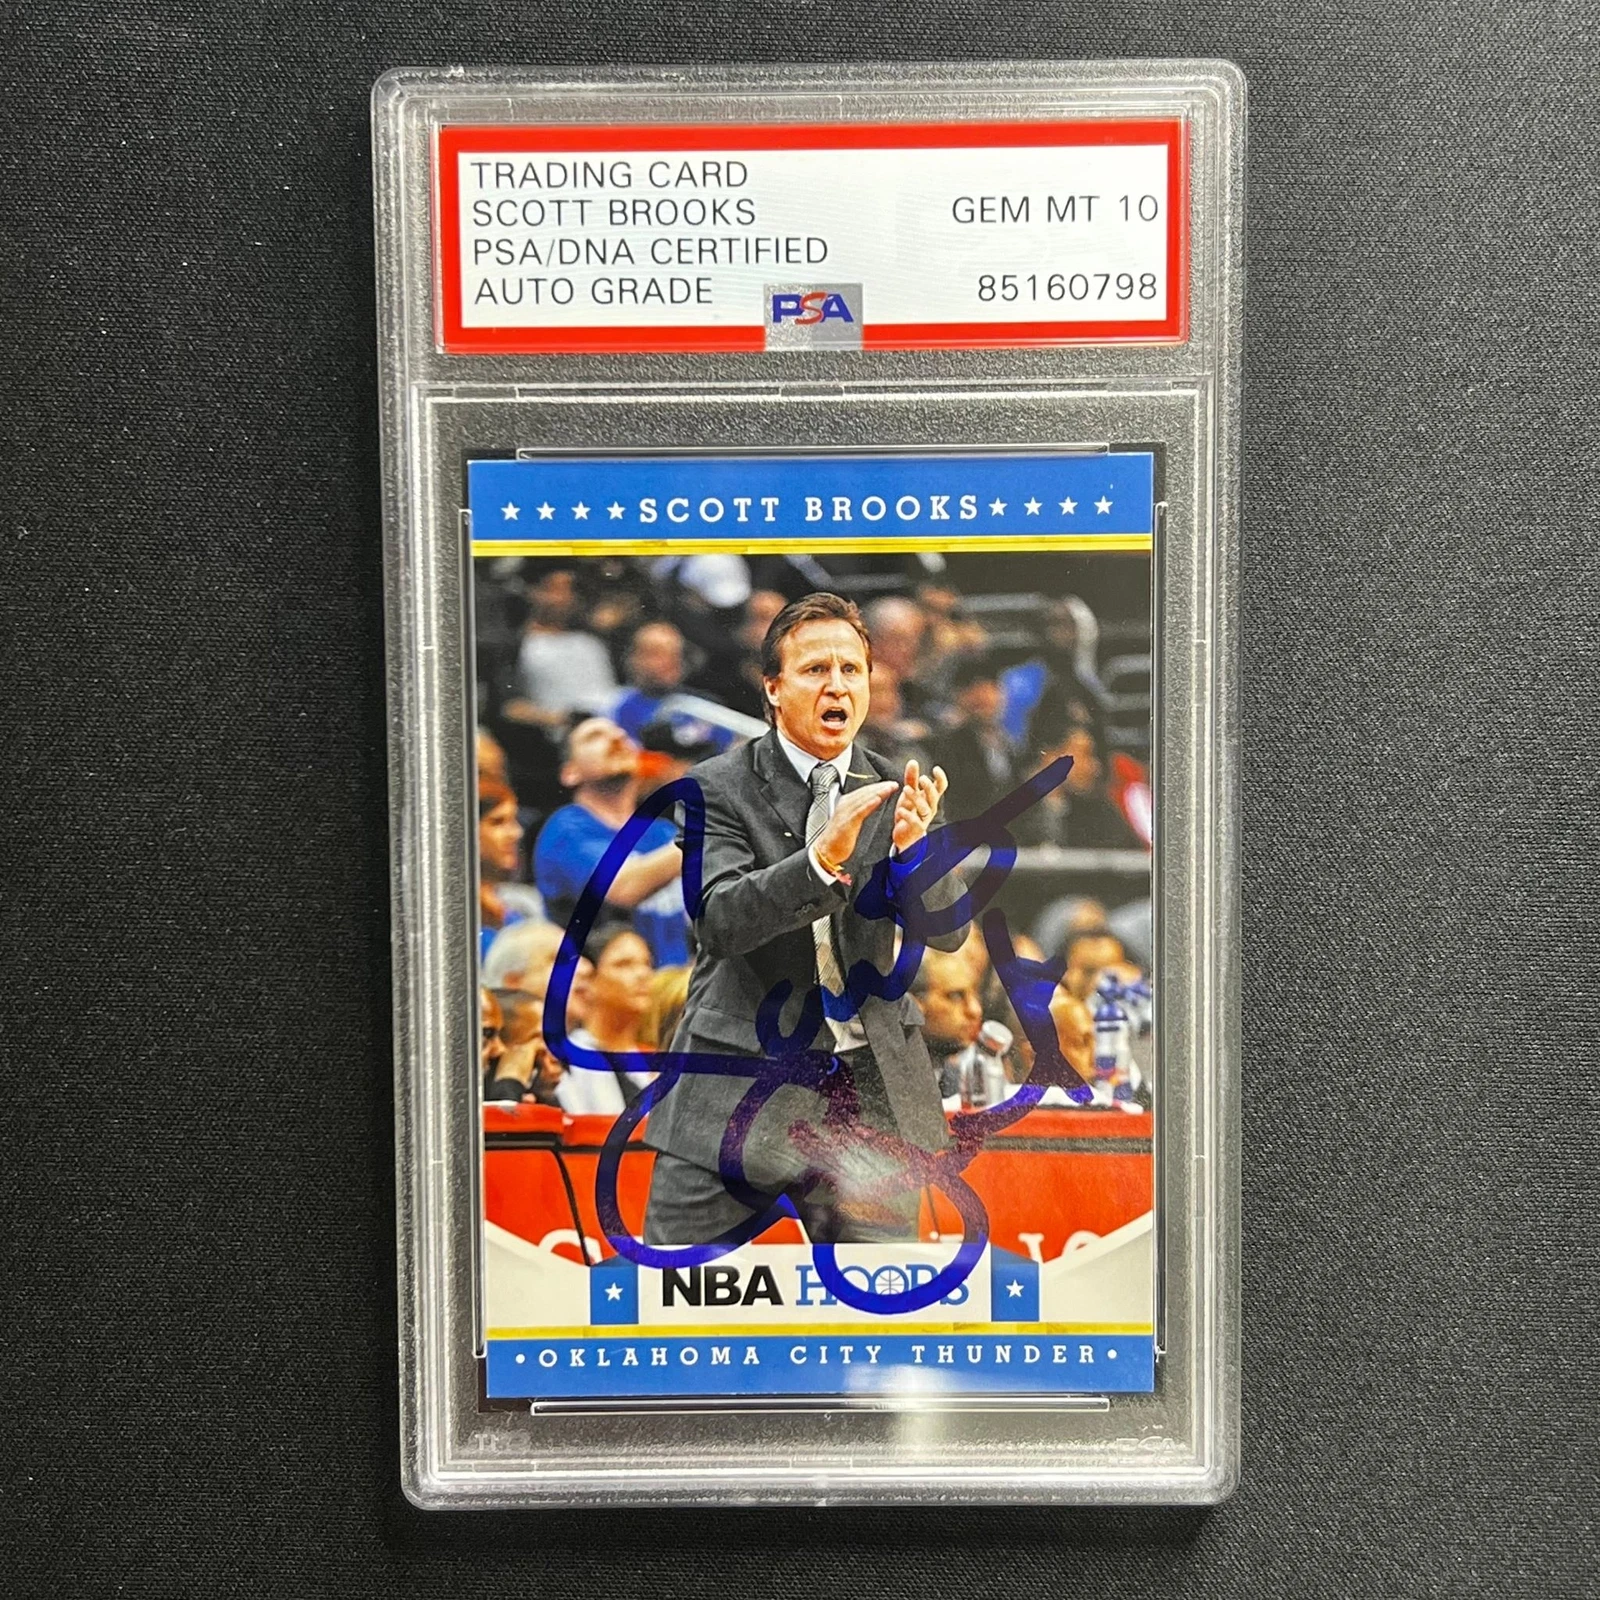 TRADING CARD
SCOTT BROOKS
PSA/DNA CERTIFIED
AUTO GRADE
GEM MT 10
85160798
PSA
★ ★ ★ ★ SCOTT BROOKS ★ ★ ★ ★
NBA HOOPS
• OKLAHOMA CITY THUNDER •